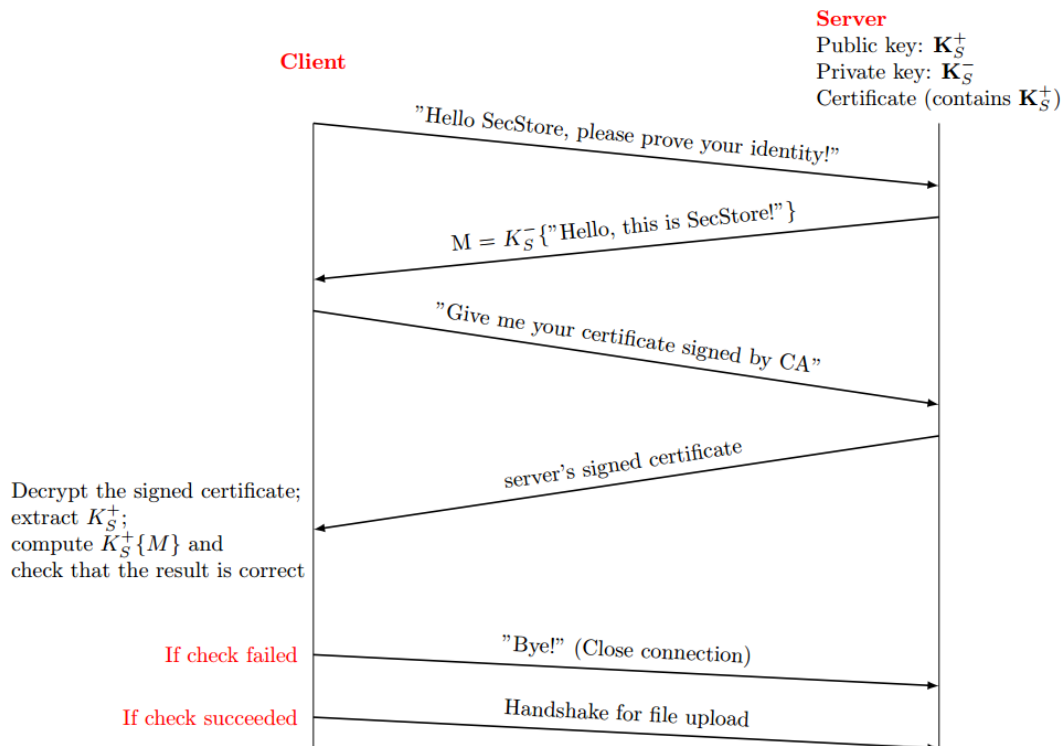 Server
Public key: K_S^+
Private key: K_S^-
Certificate (contains K_S^+)
Client
”Hello SecStore, please prove your identity!”
M = K_S^-{”Hello, this is SecStore!”}
”Give me your certificate signed by CA”
server's signed certificate
Decrypt the signed certificate;
extract K_S^+;
compute K_S^+{M} and
check that the result is correct
If check failed
”Bye!” (Close connection)
If check succeeded
Handshake for file upload